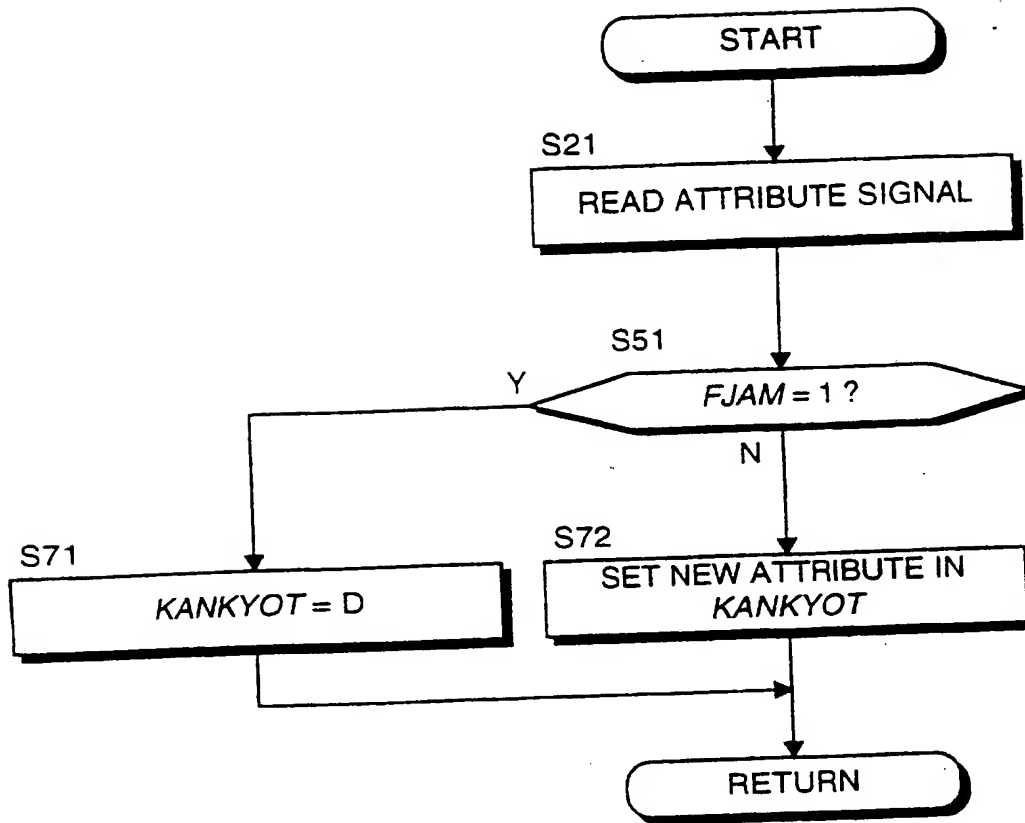 START
S21
READ ATTRIBUTE SIGNAL
S51
Y
FJAM = 1 ?
N
S71
KANKYOT = D
S72
SET NEW ATTRIBUTE IN
KANKYOT
RETURN